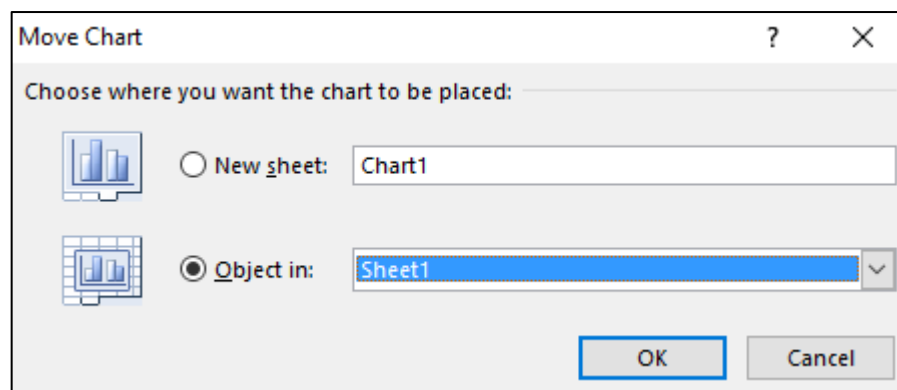 Move Chart ?
Choose where you want the chart to be placed:
New sheet: Chart1
Object in: Sheet1
OK Cancel